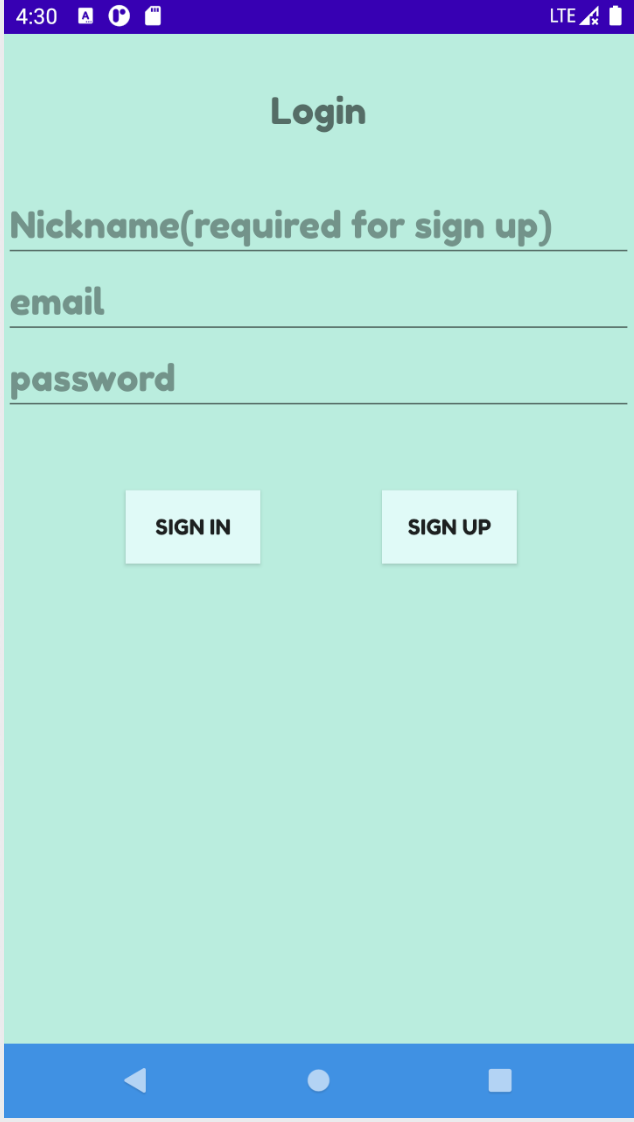 4:30 LTE
Login
Nickname(required for sign up)
email
password
SIGN IN SIGN UP